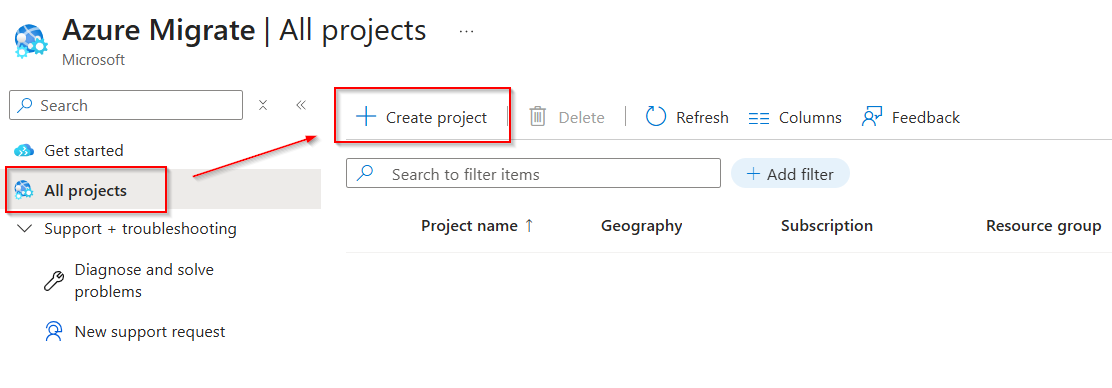 Azure Migrate | All projects ...
Microsoft
Search
Get started
All projects
Support + troubleshooting
Diagnose and solve
problems
New support request
Create project
Delete
Refresh
Columns
Feedback
Search to filter items
Add filter
Project name ↑
Geography
Subscription
Resource group